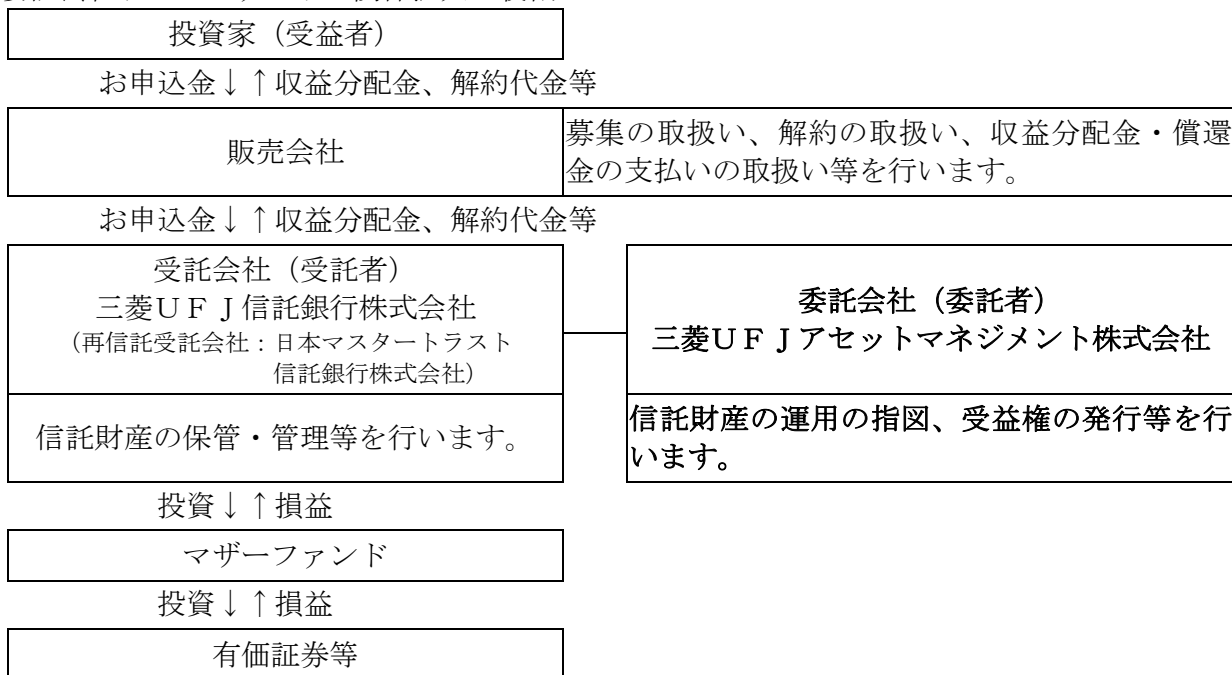 投資家（受益者）
お申込金↓↑収益分配金、解約代金等
販売会社
募集の取扱い、解約の取扱い、収益分配金・償還
金の支払いの取扱い等を行います。
お申込金↓↑収益分配金、解約代金等
受託会社（受託者）
三菱ＵＦＪ信託銀行株式会社
（再信託受託会社：日本マスタートラスト
信託銀行株式会社）
委託会社（委託者）
三菱ＵＦＪアセットマネジメント株式会社
信託財産の保管・管理等を行います。
信託財産の運用の指図、受益権の発行等を行
います。
投資↓↑損益
マザーファンド
投資↓↑損益
有価証券等